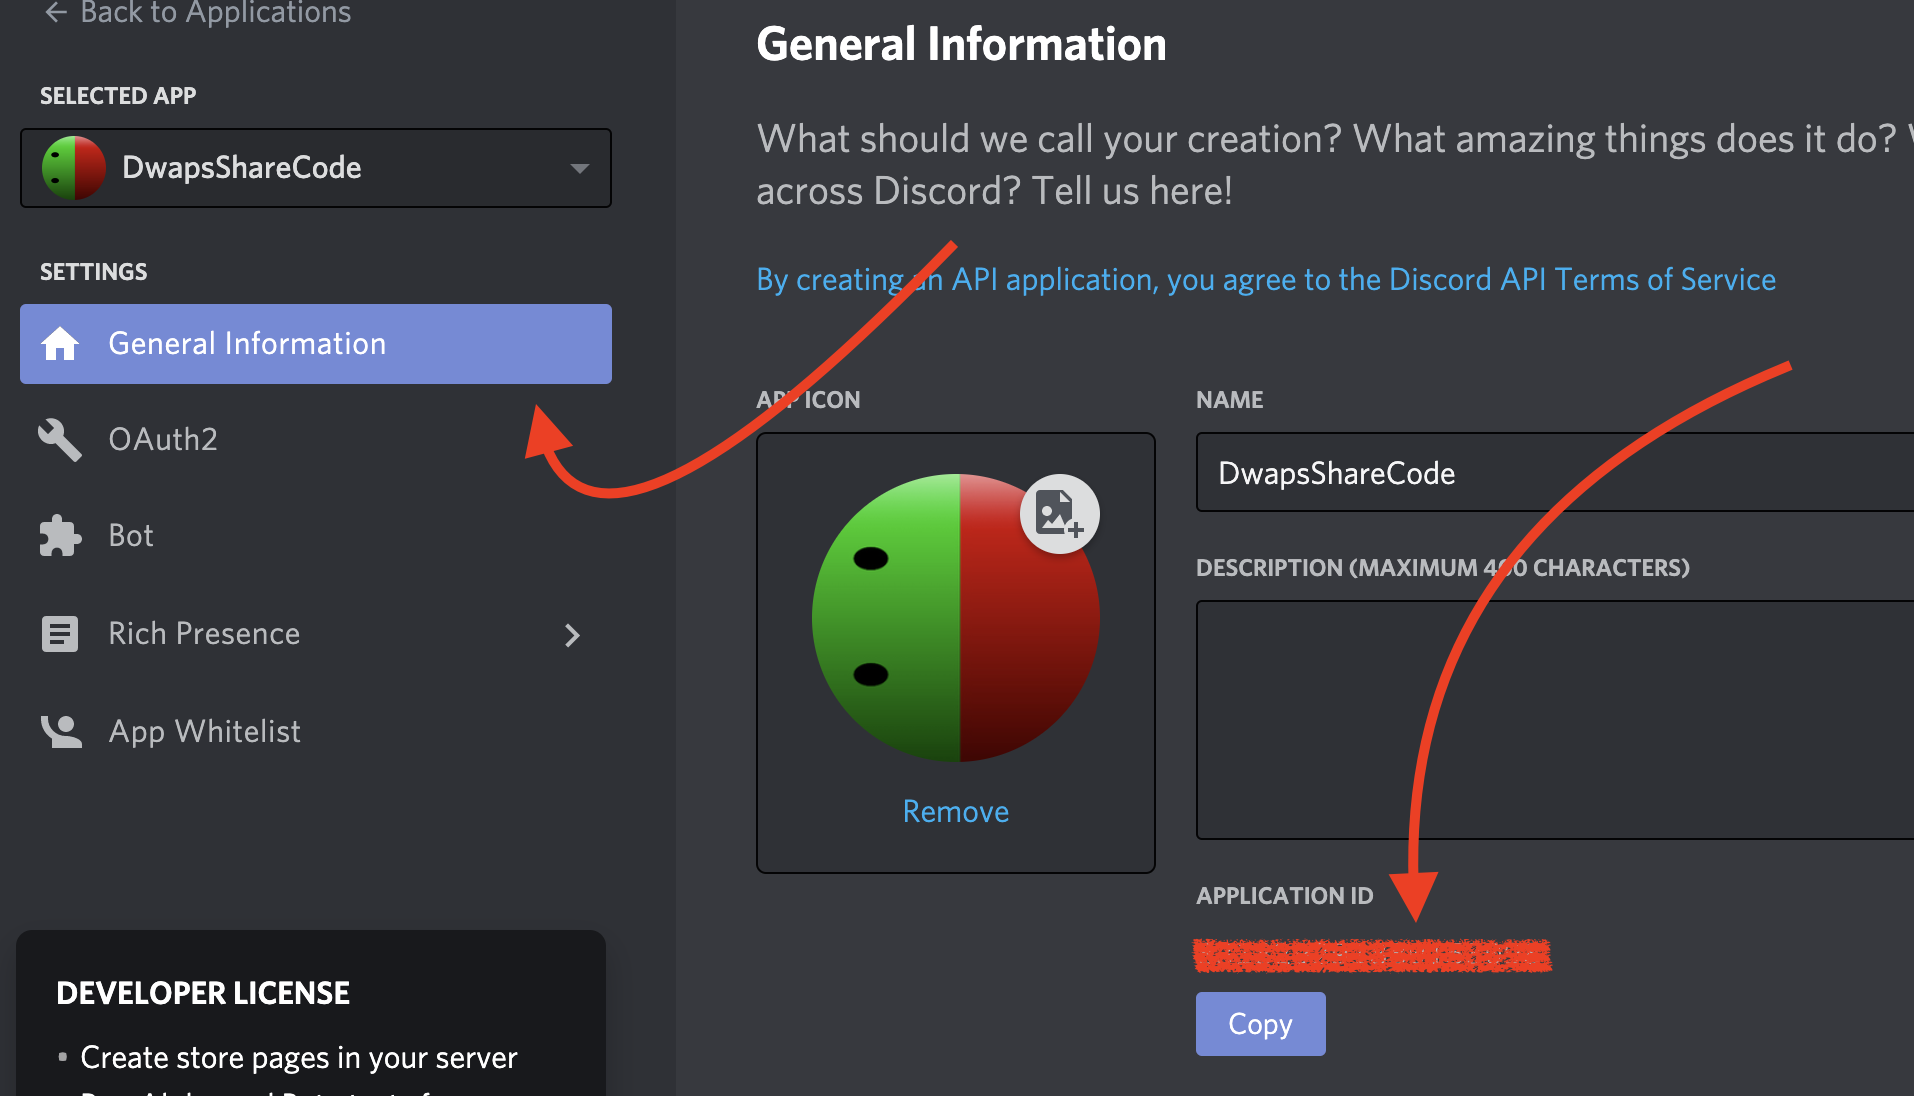 ← Back to Applications
SELECTED APP
DwapsShareCode
SETTINGS
General Information
OAuth2
Bot
Rich Presence
App Whitelist
DEVELOPER LICENSE
• Create store pages in your server
General Information
What should we call your creation? What amazing things does it do?
across Discord? Tell us here!
By creating an API application, you agree to the Discord API Terms of Service
APP ICON
Remove
NAME
DwapsShareCode
DESCRIPTION (MAXIMUM 400 CHARACTERS)
APPLICATION ID
Copy